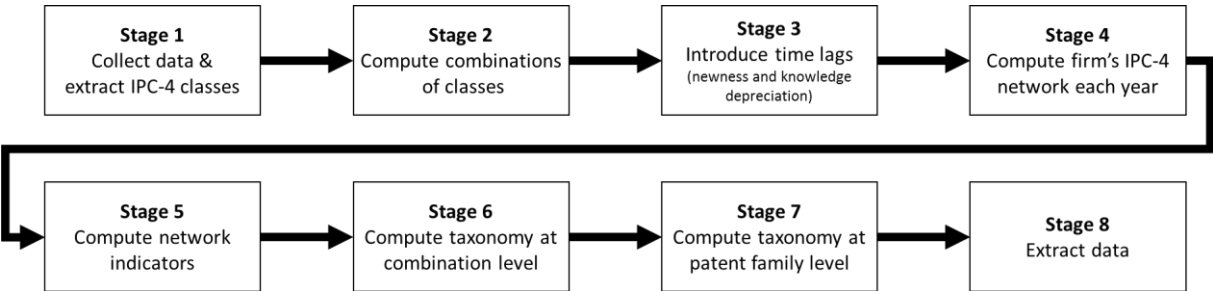 Stage 1
Collect data &
extract IPC-4 classes
Stage 2
Compute combinations
of classes
Stage 3
Introduce time lags
(newness and knowledge
depreciation)
Stage 4
Compute firm's IPC-4
network each year
Stage 5
Compute network
indicators
Stage 6
Compute taxonomy at
combination level
Stage 7
Compute taxonomy at
patent family level
Stage 8
Extract data